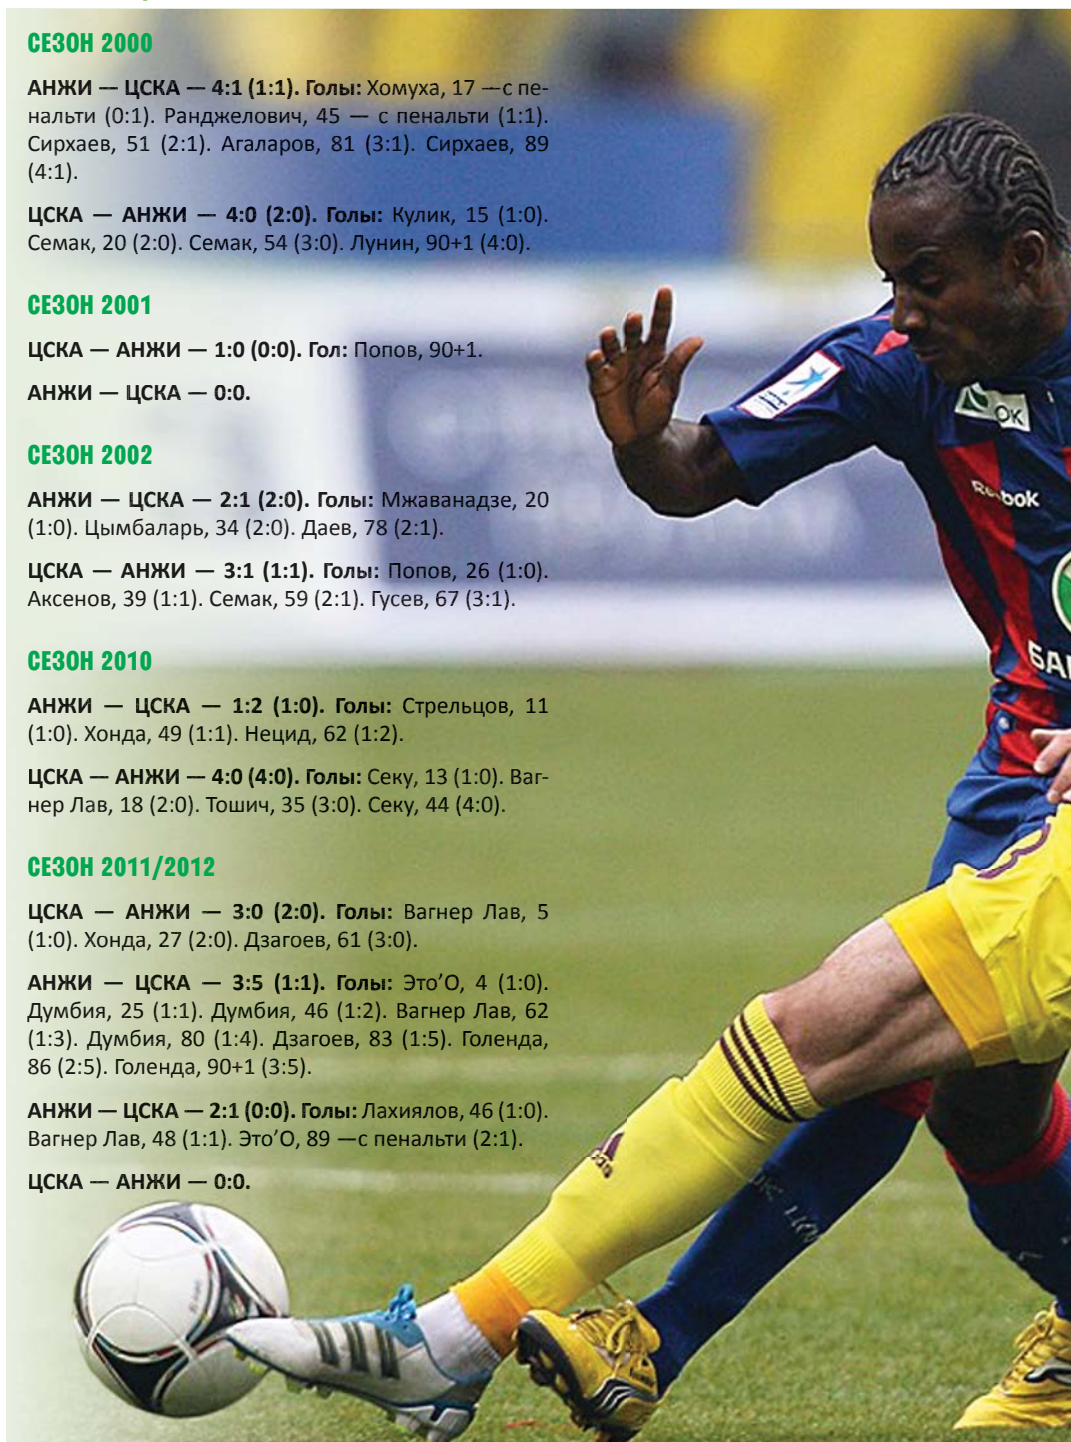 СЕЗОН 2000
АНЖИ — ЦСКА — 4:1 (1:1). Голы: Хомуха, 17 —с пе-
нальти (0:1). Ранджелович, 45 — с пенальти (1:1).
Сирхаев, 51 (2:1). Агаларов, 81 (3:1). Сирхаев, 89
(4:1).
ЦСКА — АНЖИ — 4:0 (2:0). Голы: Кулик, 15 (1:0).
Семак, 20 (2:0). Семак, 54 (3:0). Лунин, 90+1 (4:0).
СЕЗОН 2001
ЦСКА — АНЖИ — 1:0 (0:0). Гол: Попов, 90+1.
АНЖИ — ЦСКА — 0:0.
СЕЗОН 2002
АНЖИ — ЦСКА — 2:1 (2:0). Голы: Мжаванадзе, 20
(1:0). Цымбаларь, 34 (2:0). Даев, 78 (2:1).
ЦСКА — АНЖИ — 3:1 (1:1). Голы: Попов, 26 (1:0).
Аксенов, 39 (1:1). Семак, 59 (2:1). Гусев, 67 (3:1).
СЕЗОН 2010
АНЖИ — ЦСКА — 1:2 (1:0). Голы: Стрельцов, 11
(1:0). Хонда, 49 (1:1). Нецид, 62 (1:2).
ЦСКА — АНЖИ — 4:0 (4:0). Голы: Секу, 13 (1:0). Ваг-
нер Лав, 18 (2:0). Тошич, 35 (3:0). Секу, 44 (4:0).
СЕЗОН 2011/2012
ЦСКА — АНЖИ — 3:0 (2:0). Голы: Вагнер Лав, 5
(1:0). Хонда, 27 (2:0). Дзагоев, 61 (3:0).
АНЖИ — ЦСКА — 3:5 (1:1). Голы: Это’О, 4 (1:0).
Думбия, 25 (1:1). Думбия, 46 (1:2). Вагнер Лав, 62
(1:3). Думбия, 80 (1:4). Дзагоев, 83 (1:5). Голенда,
86 (2:5). Голенда, 90+1 (3:5).
АНЖИ — ЦСКА — 2:1 (0:0). Голы: Лахиялов, 46 (1:0).
Вагнер Лав, 48 (1:1). Это’О, 89 —с пенальти (2:1).
ЦСКА — АНЖИ — 0:0.
ОК
Reebok
БА